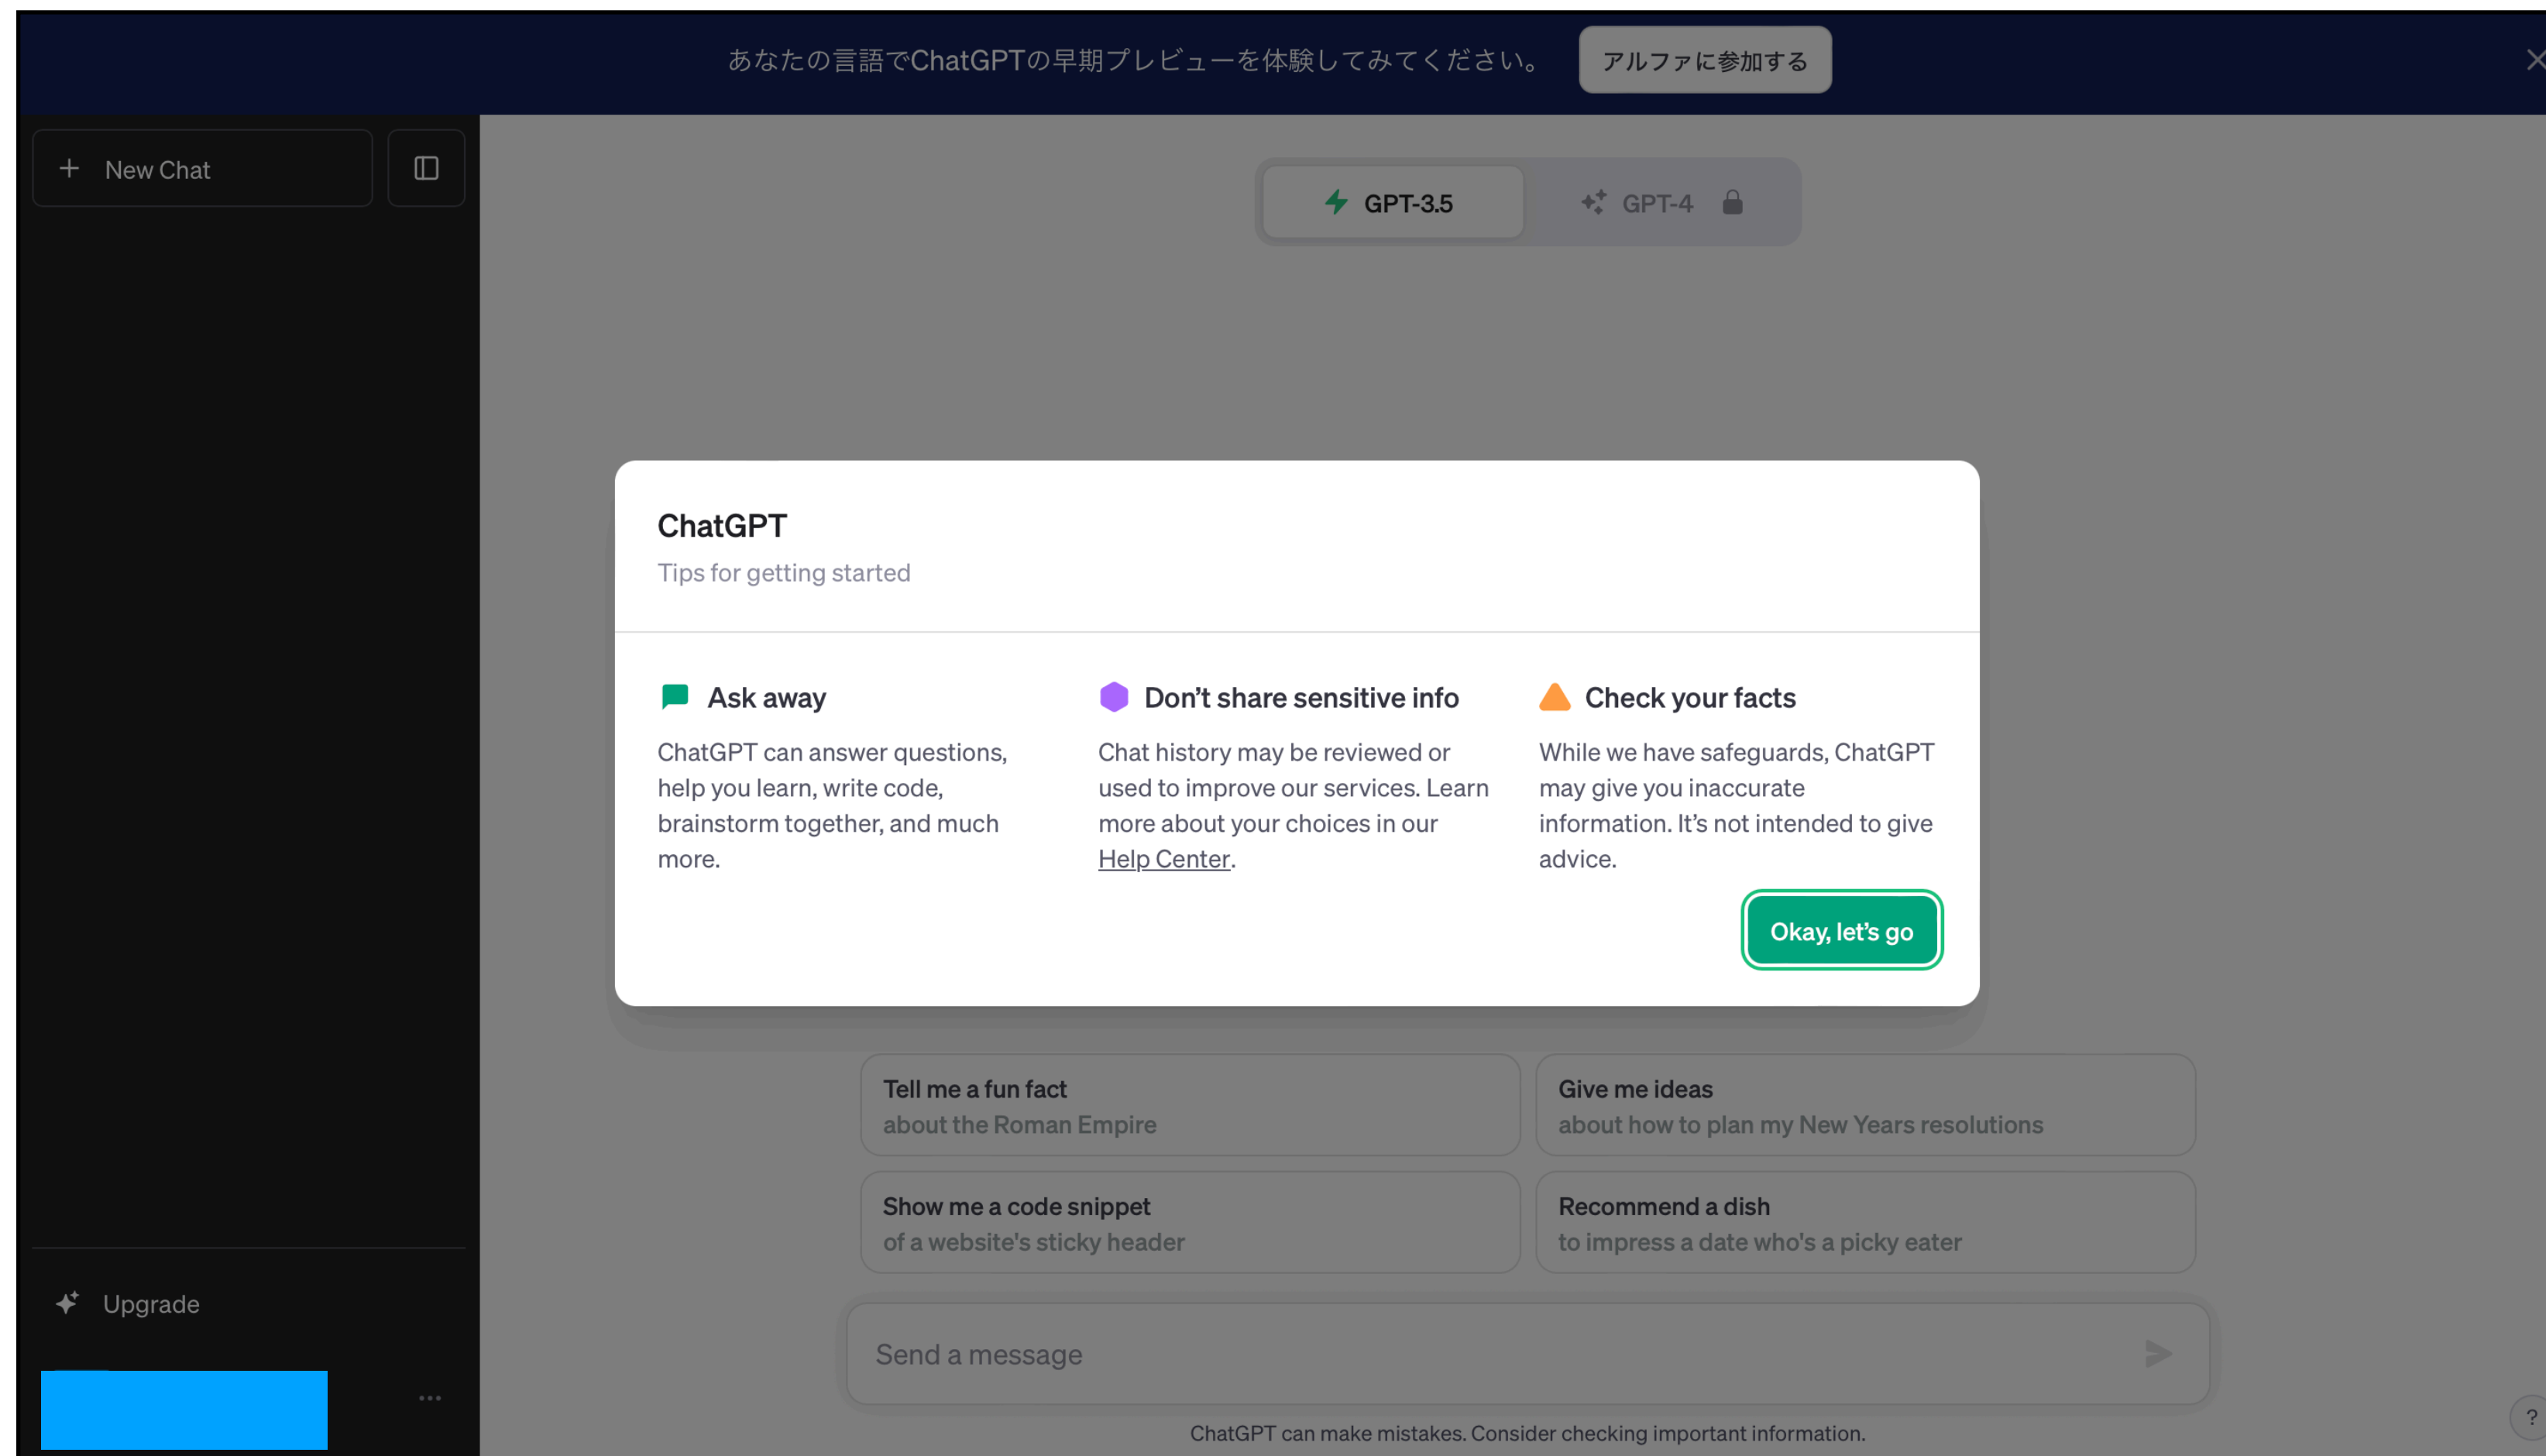 あなたの言語でChatGPTの早期プレビューを体験してみてください。
アルファに参加する
New Chat
GPT-3.5
GPT-4
ChatGPT
Tips for getting started
Ask away
ChatGPT can answer questions,
help you learn, write code,
brainstorm together, and much
more.
Don’t share sensitive info
Chat history may be reviewed or
used to improve our services. Learn
more about your choices in our
Help Center.
Check your facts
While we have safeguards, ChatGPT
may give you inaccurate
information. It’s not intended to give
advice.
Okay, let’s go
Tell me a fun fact
about the Roman Empire
Give me ideas
about how to plan my New Years resolutions
Show me a code snippet
of a website's sticky header
Recommend a dish
to impress a date who's a picky eater
Upgrade
Send a message
ChatGPT can make mistakes. Consider checking important information.
?